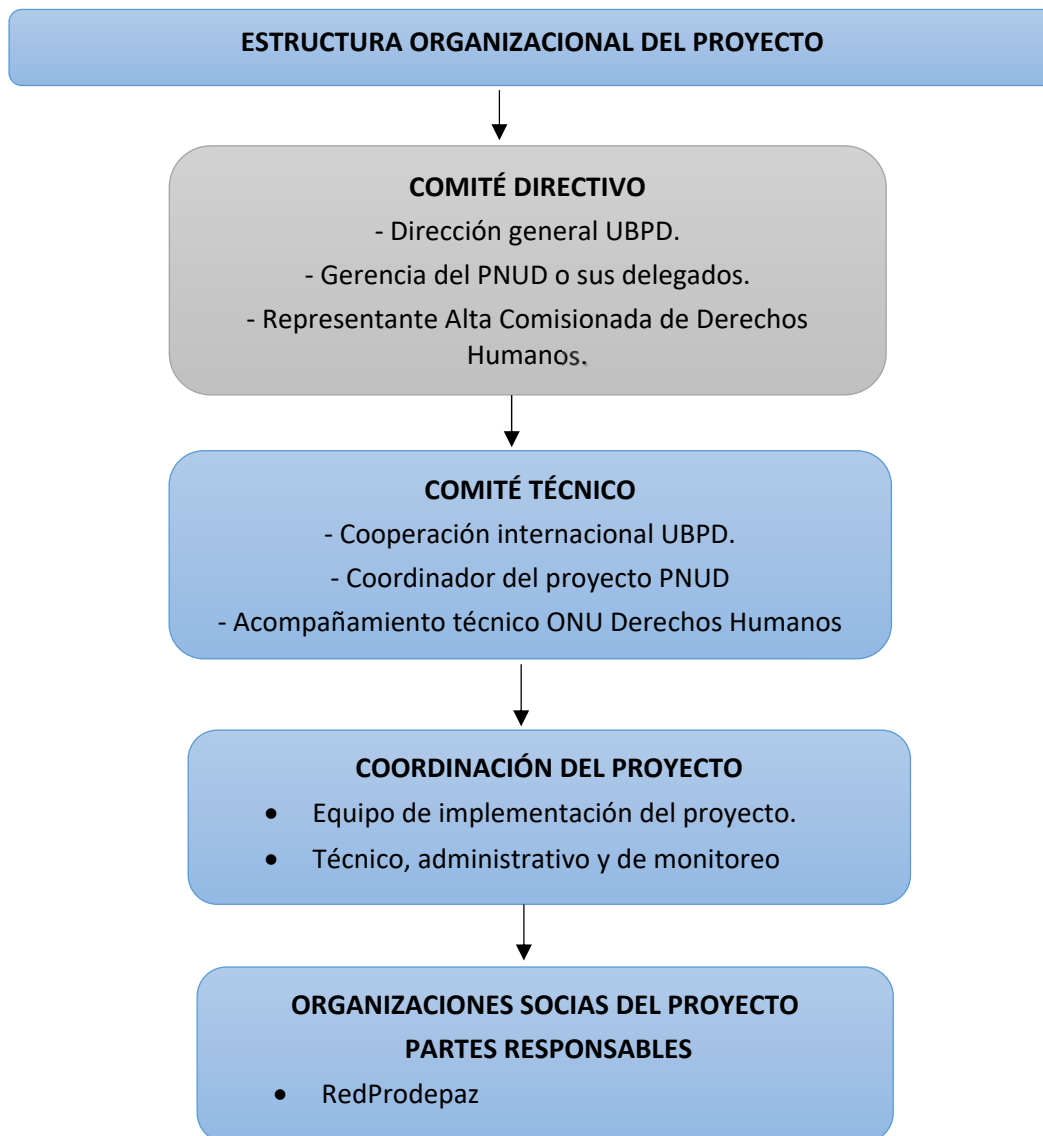 ESTRUCTURA ORGANIZACIONAL DEL PROYECTO
COMITÉ DIRECTIVO
- Dirección general UBPD.
- Gerencia del PNUD o sus delegados.
- Representante Alta Comisionada de Derechos
Humanos.
COMITÉ TÉCNICO
- Cooperación internacional UBPD.
- Coordinador del proyecto PNUD
- Acompañamiento técnico ONU Derechos Humanos
COORDINACIÓN DEL PROYECTO
• Equipo de implementación del proyecto.
• Técnico, administrativo y de monitoreo
ORGANIZACIONES SOCIAS DEL PROYECTO
PARTES RESPONSABLES
• RedProdepaz